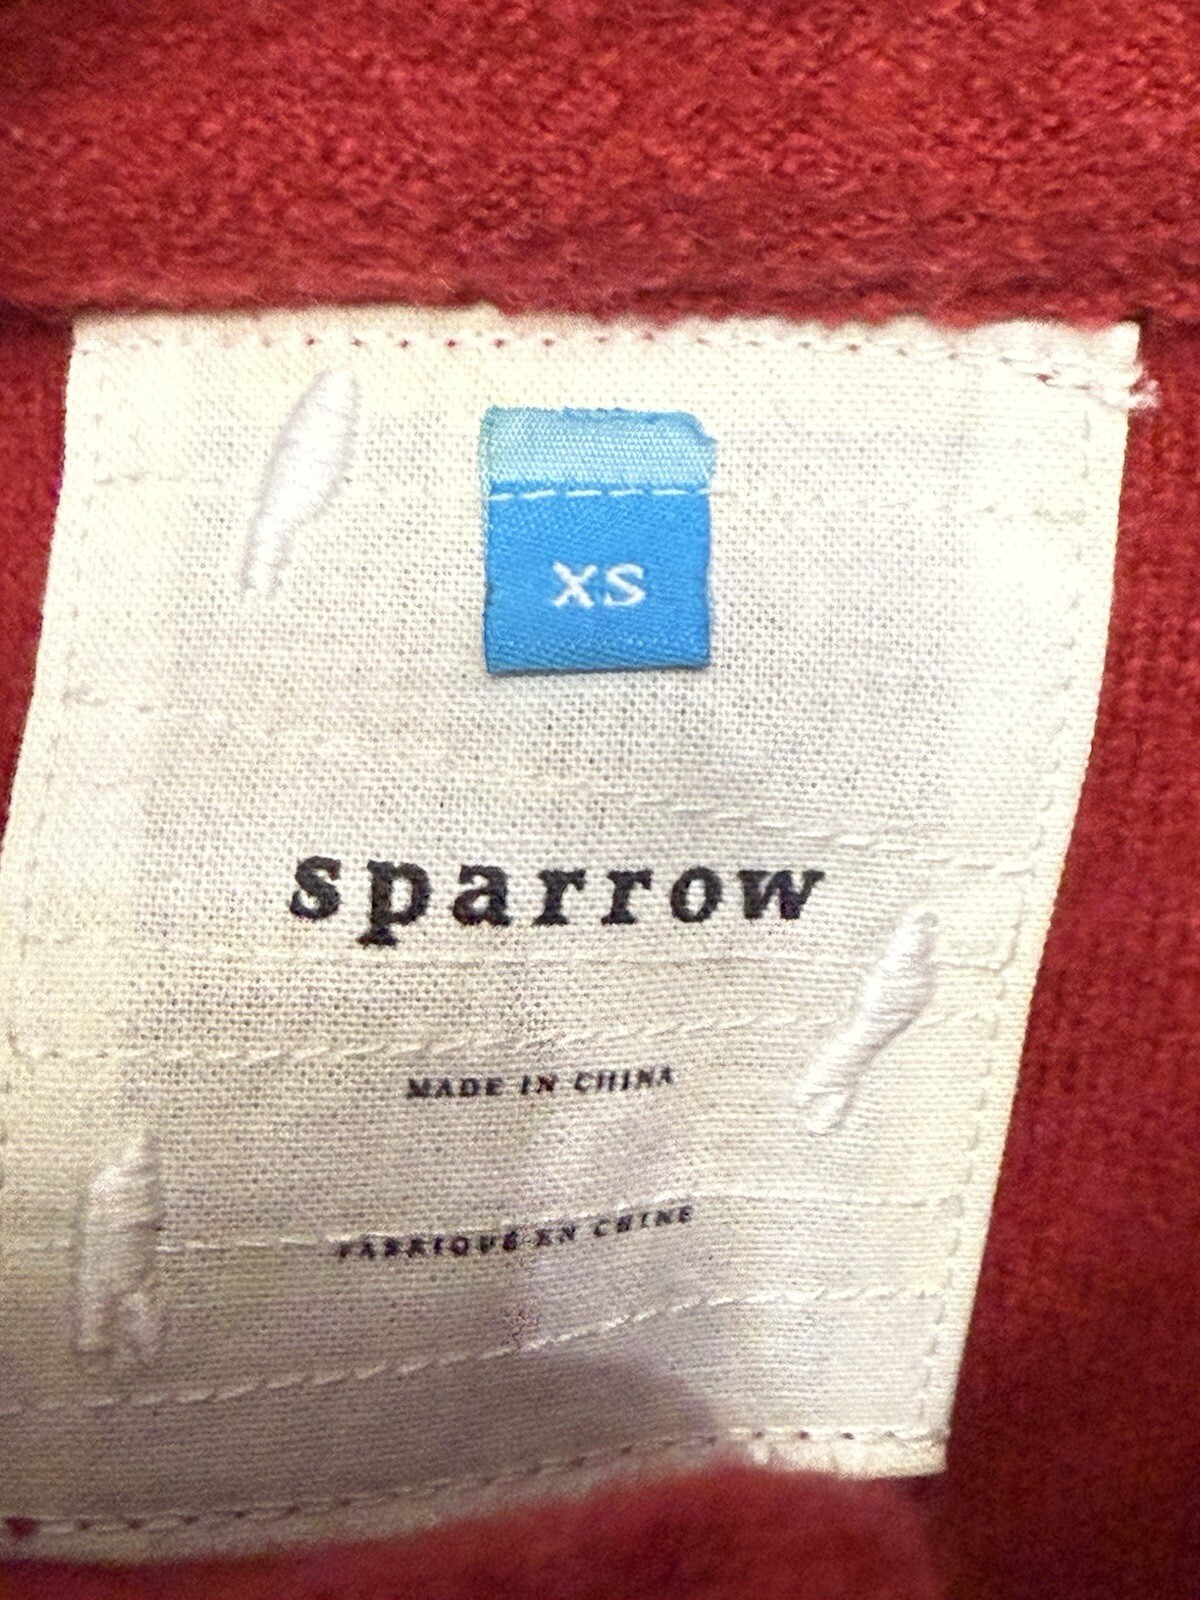 XS
sparrow
MADE IN CHINA
FABRIQUÉ EN CHINE